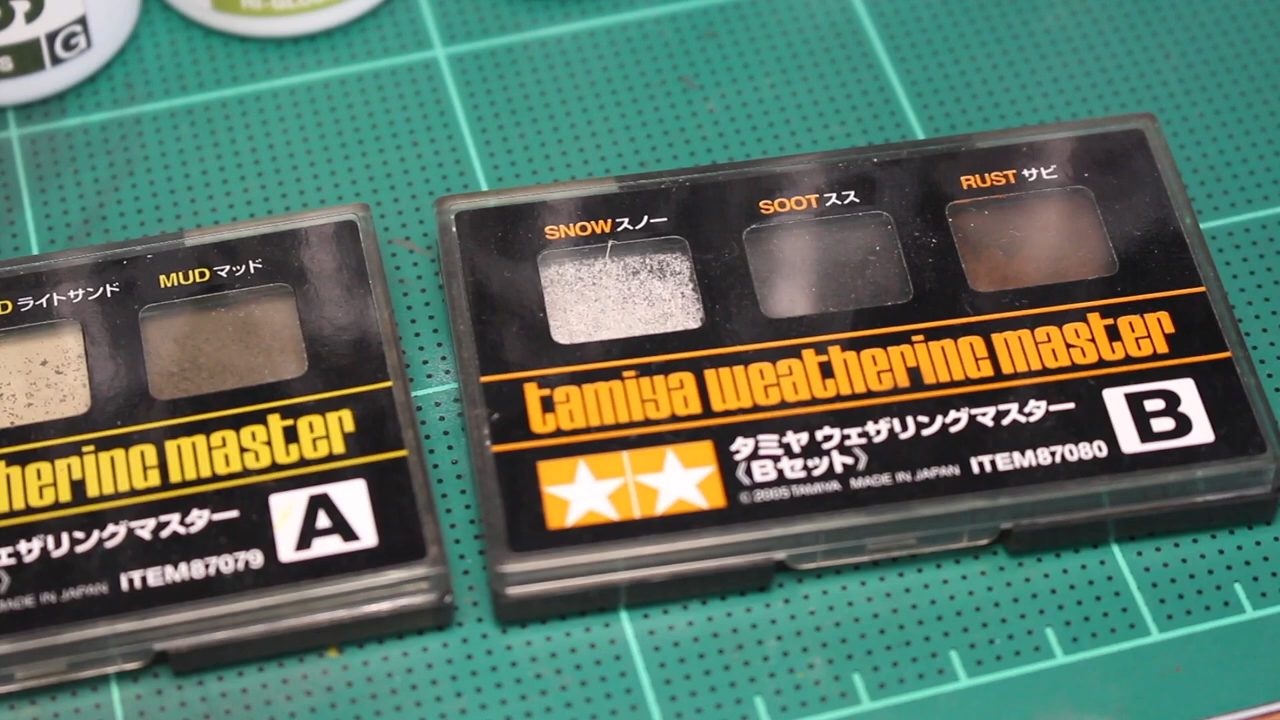 G
SNOW スノー
SOOT スス
RUST サビ
tamiya weathering master
タミヤ ウェザリングマスター
《Bセット》
© 2005 TAMIYA MADE IN JAPAN ITEM87080
B
D ライトサンド
MUD マッド
hering master
ェザリングマスター
》
MADE IN JAPAN ITEM87079
A